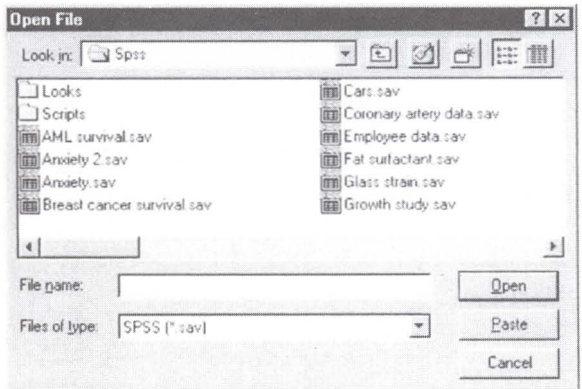 Open File
Look in: Spss
Looks
Scripts
AML survival.sav
Anxiety 2.sav
Anxiety.sav
Breast cancer survival.sav
Cars.sav
Coronary artery data.sav
Employee data.sav
Fat surfactant.sav
Glass strain.sav
Growth study.sav
File name:
Open
Files of type: SPSS (*.sav)
Paste
Cancel